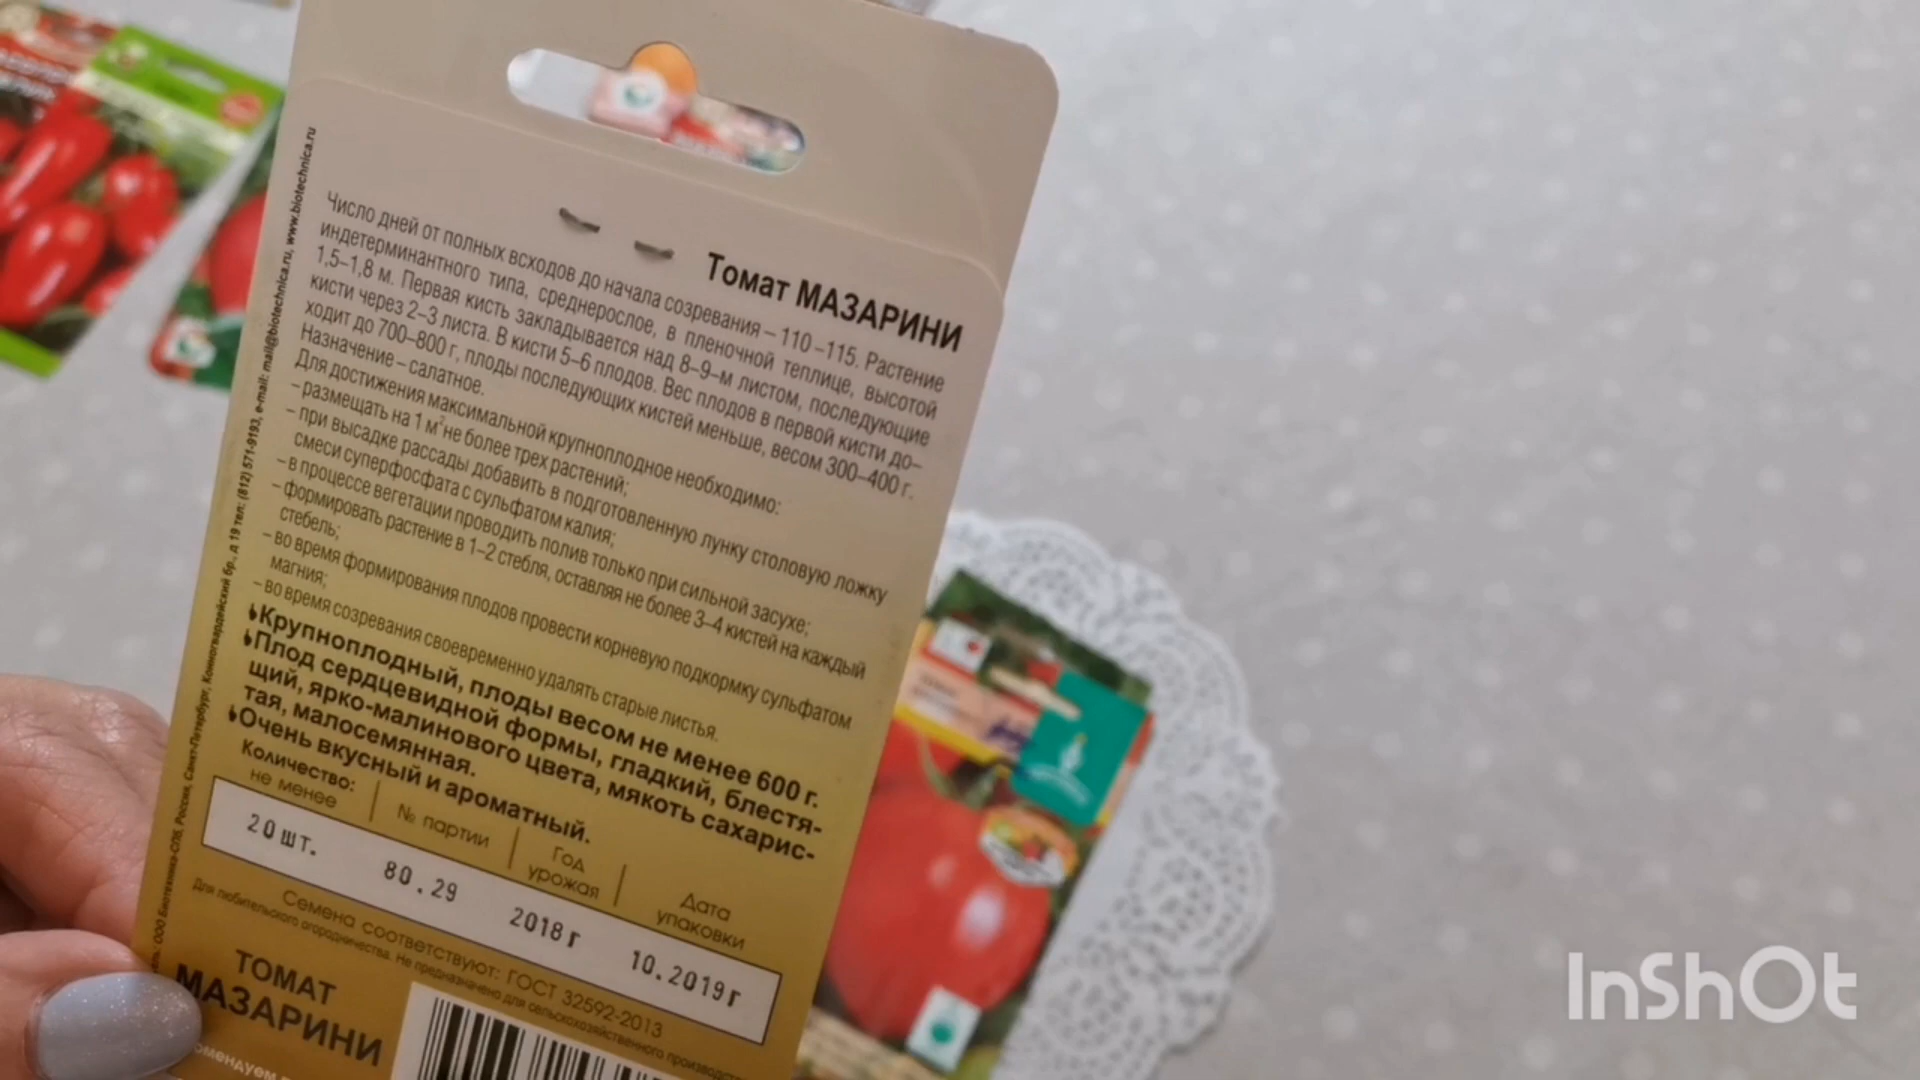 Томат МАЗАРИНИ
Число дней от полных всходов до начала созревания – 110 –115. Растение
индетерминантного типа, среднерослое, в пленочной теплице, высотой
1,5–1,8 м. Первая кисть закладывается над 8–9–м листом, последующие
кисти через 2–3 листа. В кисти 5–6 плодов. Вес плодов в первой кисти до–
ходит до 700–800 г, плоды последующих кистей меньше, весом 300–400 г.
Назначение – салатное.
Для достижения максимальной крупноплодное необходимо:
– размещать на 1 м² не более трех растений;
– при высадке рассады добавить в подготовленную лунку столовую ложку
смеси суперфосфата с сульфатом калия;
– в процессе вегетации проводить полив только при сильной засухе;
– формировать растение в 1–2 стебля, оставляя не более 3–4 кистей на каждый
стебель;
– во время формирования плодов провести корневую подкормку сульфатом
магния;
– во время созревания своевременно удалять старые листья.
Крупноплодный, плоды весом не менее 600 г.
Плод сердцевидной формы, гладкий, блестя-
щий, ярко-малинового цвета, мякоть сахарис-
тая, малосемянная.
Очень вкусный и ароматный.
Количество:
не менее
№ партии
Год
урожая
Дата
упаковки
20шт.
80.29
2018г
10.2019г
Семена соответствуют: ГОСТ 32592-2013
Для любительского огородничества. Не предназначено для сельскохозяйственного производства
ТОМАТ
МАЗАРИНИ
ООО Биотехника-СПб, Россия, Санкт-Петербург, Конногвардейский бр., д 19 тел: (812) 571-9193, e-mail: mail@biotechnica.ru, www.biotechnica.ru
InShOt